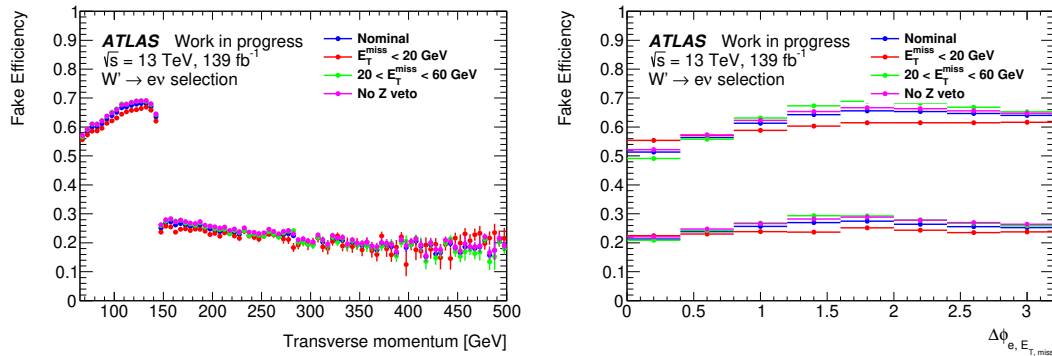 Fake Efficiency
1
0.9
0.8
0.7
0.6
0.5
0.4
0.3
0.2
0.1
0
ATLAS Work in progress
√s = 13 TeV, 139 fb⁻¹
W' → eν selection
Nominal
E_T^miss < 20 GeV
20 < E_T^miss < 60 GeV
No Z veto
100 150 200 250 300 350 400 450 500
Transverse momentum [GeV]
Fake Efficiency
1
0.9
0.8
0.7
0.6
0.5
0.4
0.3
0.2
0.1
0
ATLAS Work in progress
√s = 13 TeV, 139 fb⁻¹
W' → eν selection
Nominal
E_T^miss < 20 GeV
20 < E_T^miss < 60 GeV
No Z veto
0 0.5 1 1.5 2 2.5 3
Δϕ_e, E_T, miss